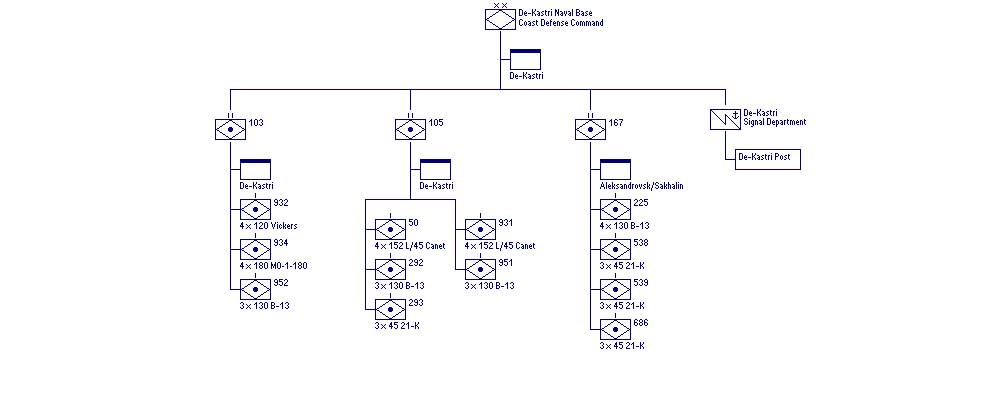 De-Kastri Naval Base
Coast Defense Command
De-Kastri
103
105
167
De-Kastri
Signal Department
De-Kastri Post
De-Kastri
De-Kastri
Aleksandrovsk/Sakhalin
932
4 × 120 Vickers
934
4 × 180 MO-1-180
952
3 × 130 B-13
50
4 × 152 L/45 Canet
292
3 × 130 B-13
293
3 × 45 21-K
931
4 × 152 L/45 Canet
951
3 × 130 B-13
225
4 × 130 B-13
538
3 × 45 21-K
539
3 × 45 21-K
686
3 × 45 21-K